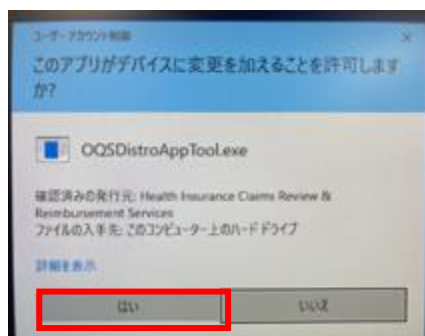 ユーザーアカウント制御
このアプリがデバイスに変更を加えることを許可します
か?
OQSDistroAppTool.exe
確認済みの発行元: Health Insurance Claims Review &
Reimbursement Services
ファイルの入手先: このコンピューター上のハード ドライブ
詳細を表示
はい
いいえ